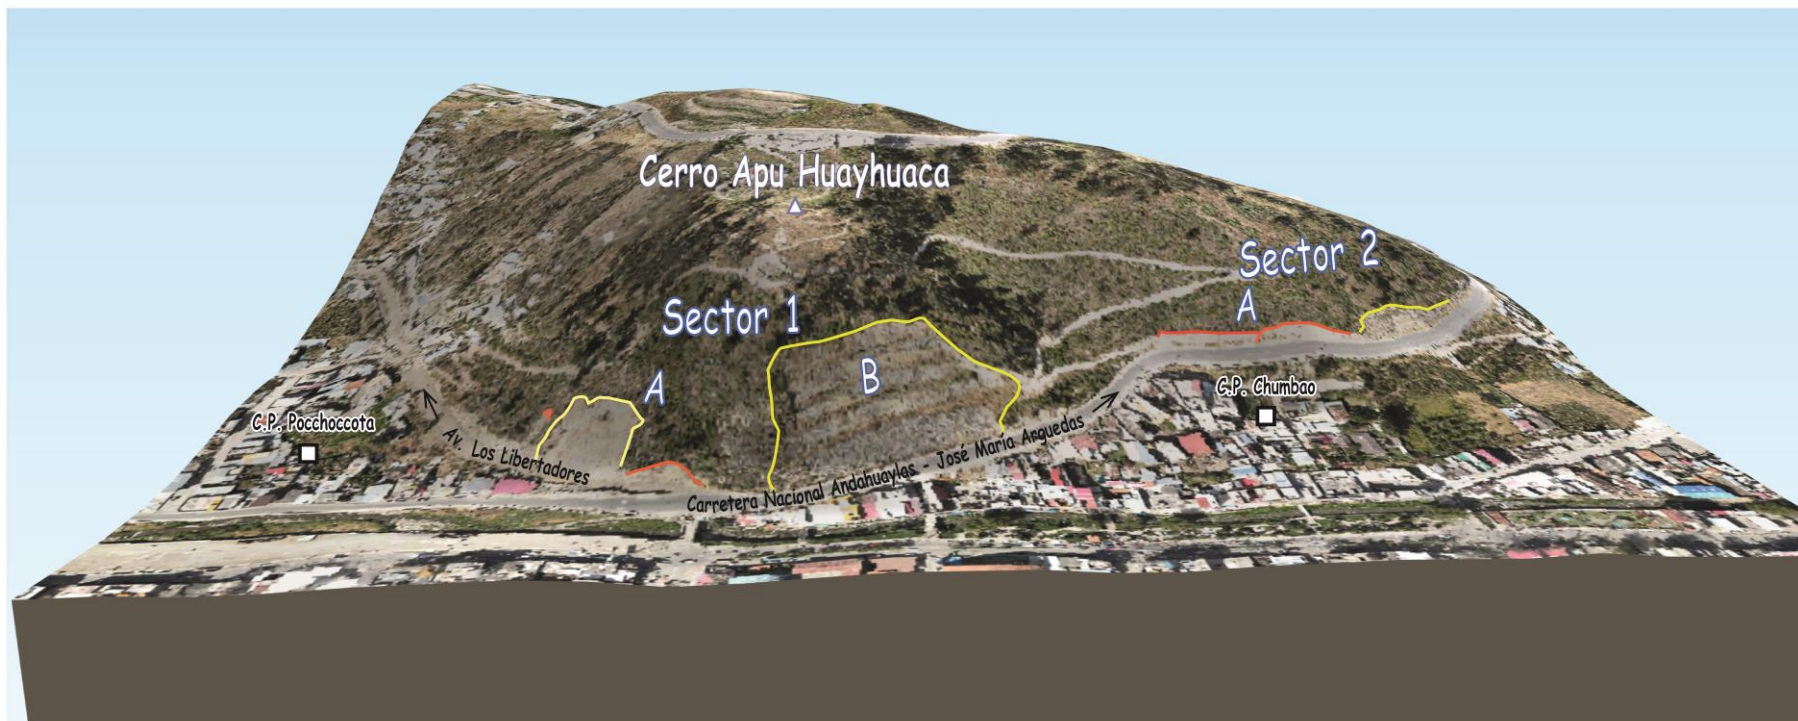 Cerro Apu Huayhuaca
Sector 2
A
Sector 1
B
A
C.P. Chumbao
C.P. Pocchoccota
Av. Los Libertadores
Carretera Nacional Andahuaylas - José María Arguedas